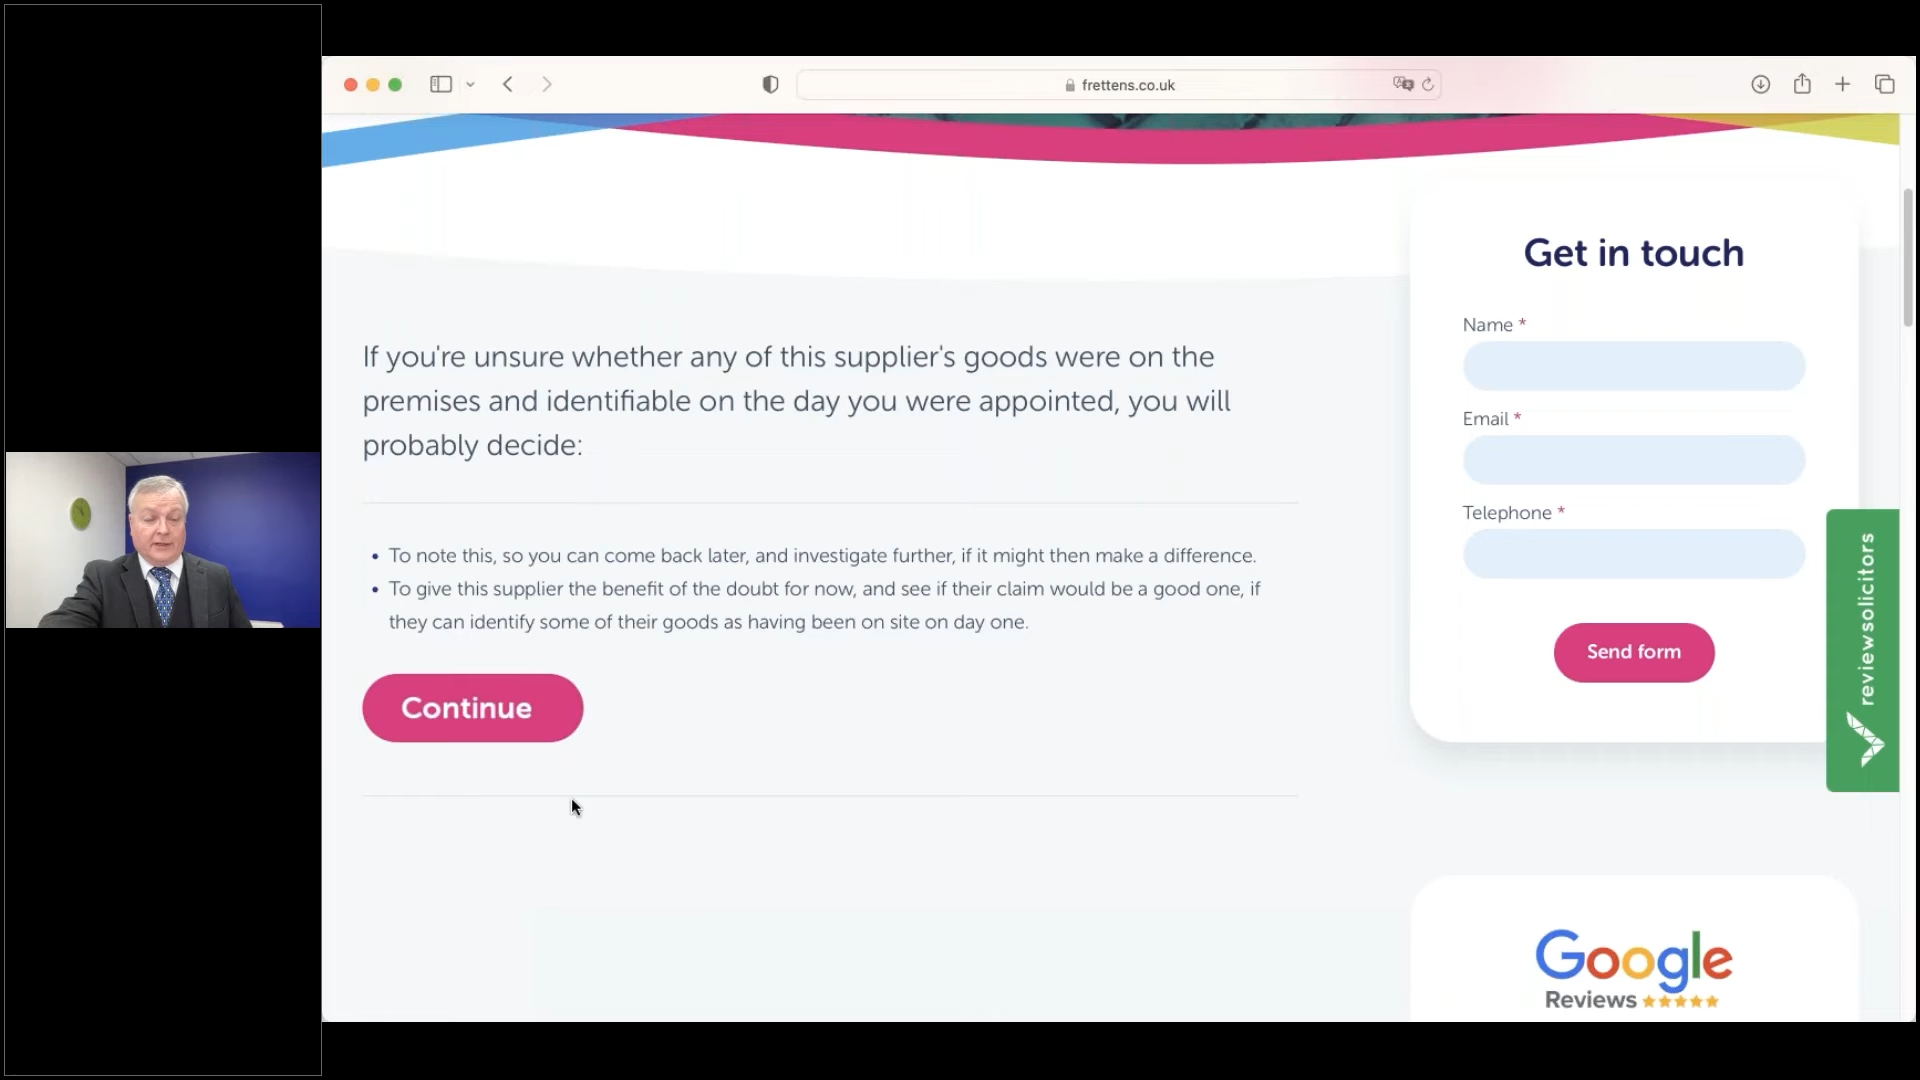 frettens.co.uk
If you're unsure whether any of this supplier's goods were on the
premises and identifiable on the day you were appointed, you will
probably decide:
• To note this, so you can come back later, and investigate further, if it might then make a difference.
• To give this supplier the benefit of the doubt for now, and see if their claim would be a good one, if
they can identify some of their goods as having been on site on day one.
Continue
Get in touch
Name *
Email *
Telephone *
Send form
reviewsolicitors
Google
Reviews